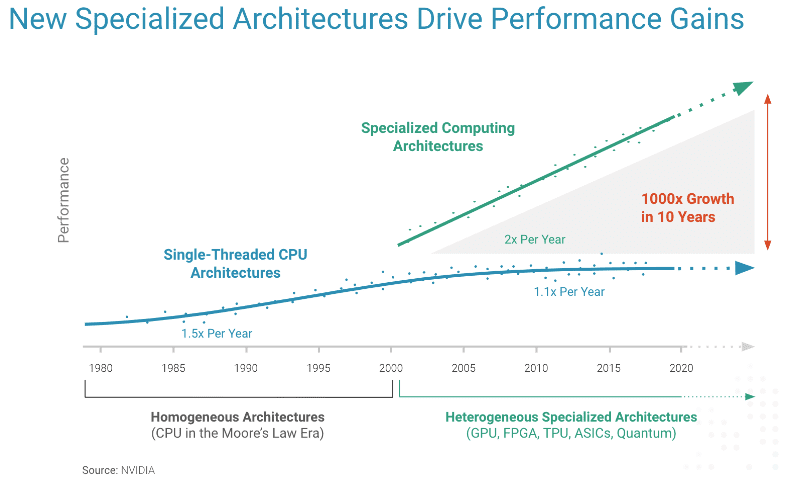 New Specialized Architectures Drive Performance Gains
Specialized Computing
Architectures
Performance
1000x Growth
in 10 Years
2x Per Year
Single-Threaded CPU
Architectures
1.1x Per Year
1.5x Per Year
1980 1985 1990 1995 2000 2005 2010 2015 2020
Homogeneous Architectures
(CPU in the Moore's Law Era)
Heterogeneous Specialized Architectures
(GPU, FPGA, TPU, ASICs, Quantum)
Source: NVIDIA